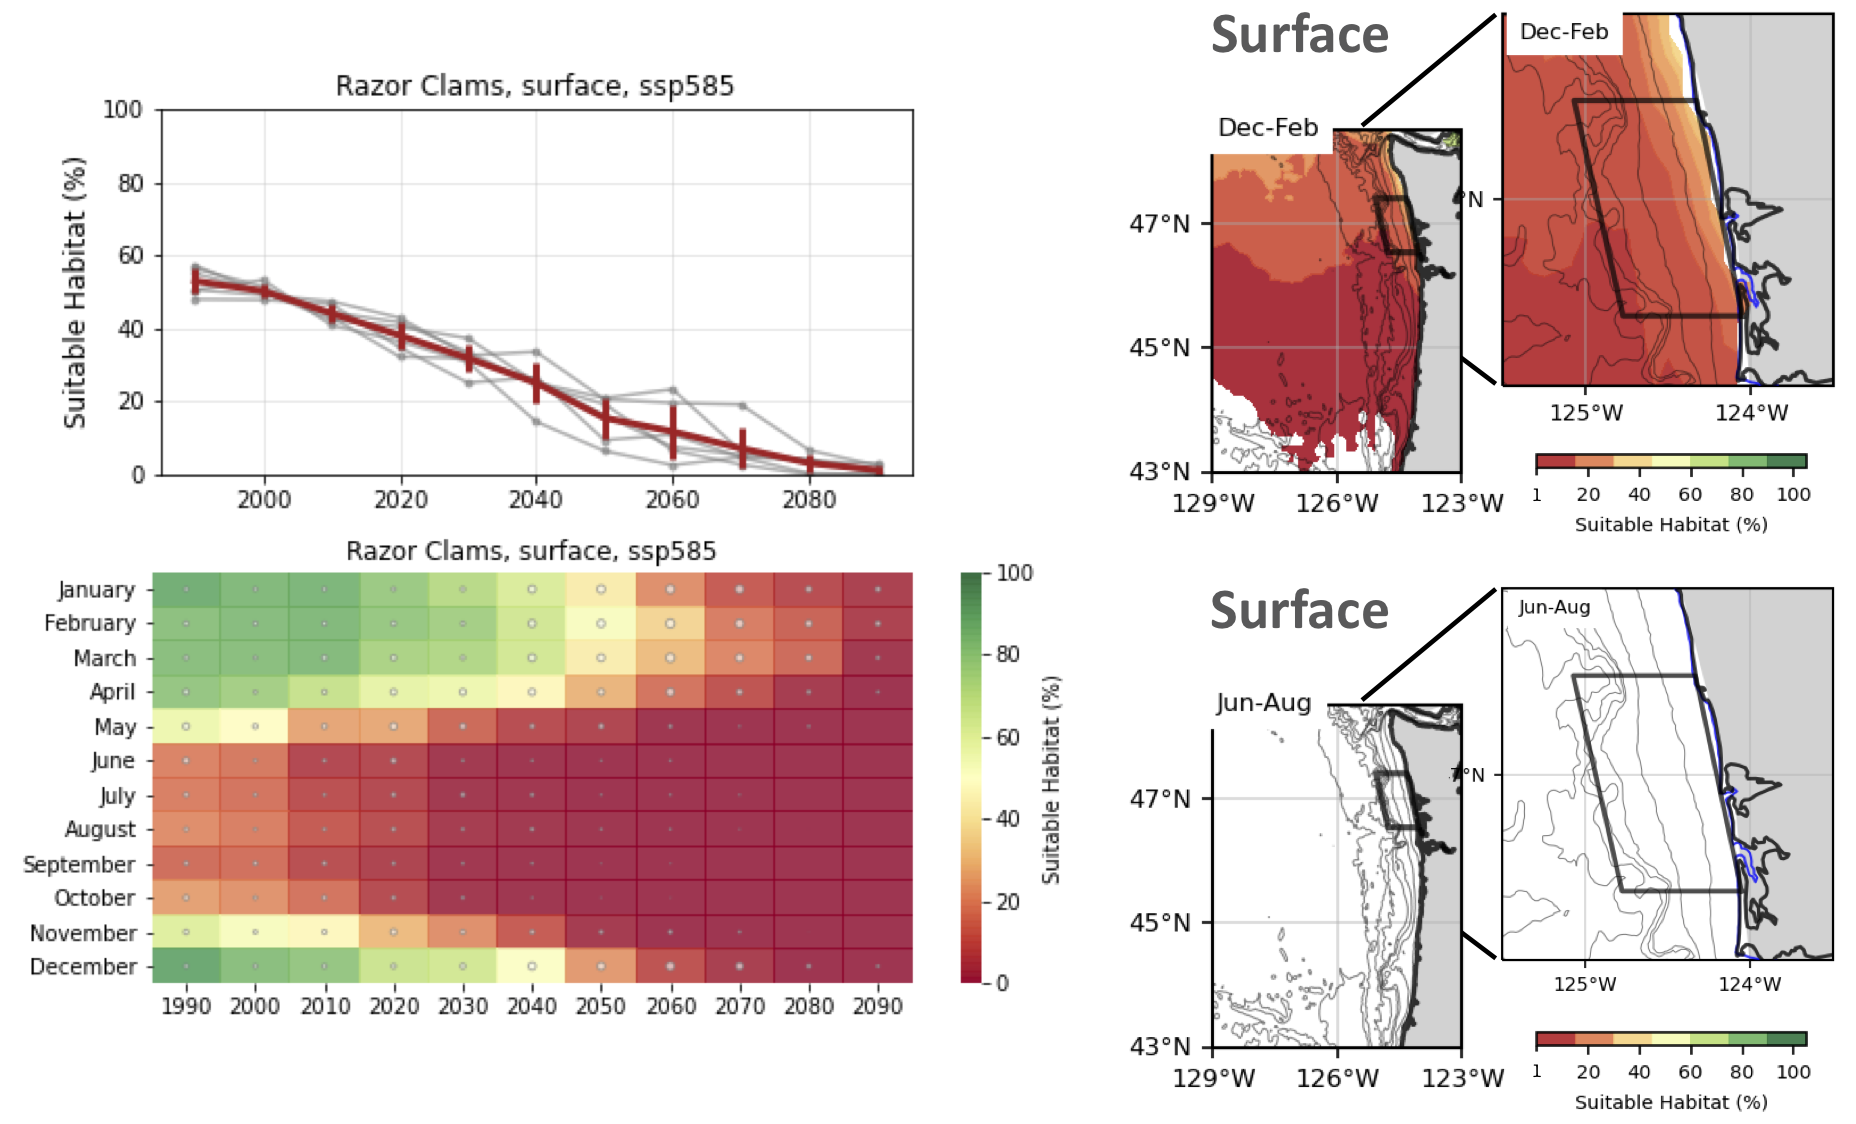 Razor Clams, surface, ssp585
Suitable Habitat (%)
100
80
60
40
20
0
2000
2020
2040
2060
2080
Razor Clams, surface, ssp585
January
February
March
April
May
June
July
August
September
October
November
December
1990
2000
2010
2020
2030
2040
2050
2060
2070
2080
2090
100
80
60
40
20
0
Suitable Habitat (%)
Surface
Dec-Feb
47°N
45°N
43°N
129°W
126°W
123°W
Dec-Feb
°N
125°W
124°W
1
20
40
60
80
100
Suitable Habitat (%)
Surface
Jun-Aug
47°N
45°N
43°N
129°W
126°W
123°W
Jun-Aug
7°N
125°W
124°W
1
20
40
60
80
100
Suitable Habitat (%)